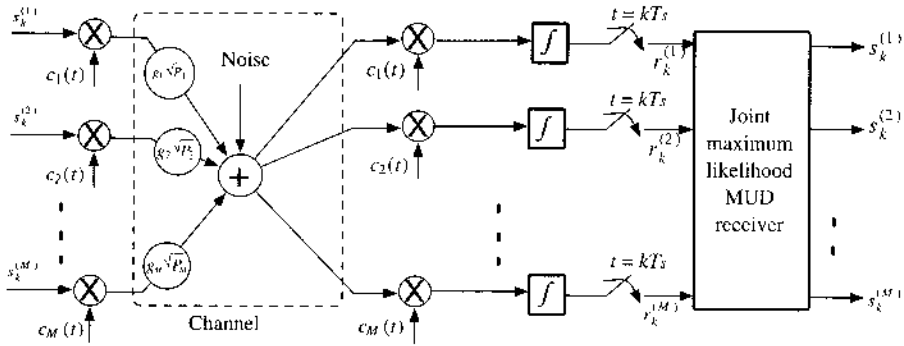 s_k^{(1)}
c_1(t)
g_1√P_1
Noise
c_1(t)
∫
t = kTs
r_k^{(1)}
s_k^{(1)}
s_k^{(2)}
c_2(t)
g_2√P_2
+
c_2(t)
∫
t = kTs
r_k^{(2)}
Joint
maximum
likelihood
MUD
receiver
s_k^{(2)}
s_k^{(M)}
c_M(t)
g_M√P_M
Channel
c_M(t)
∫
t = kTs
r_k^{(M)}
s_k^{(M)}